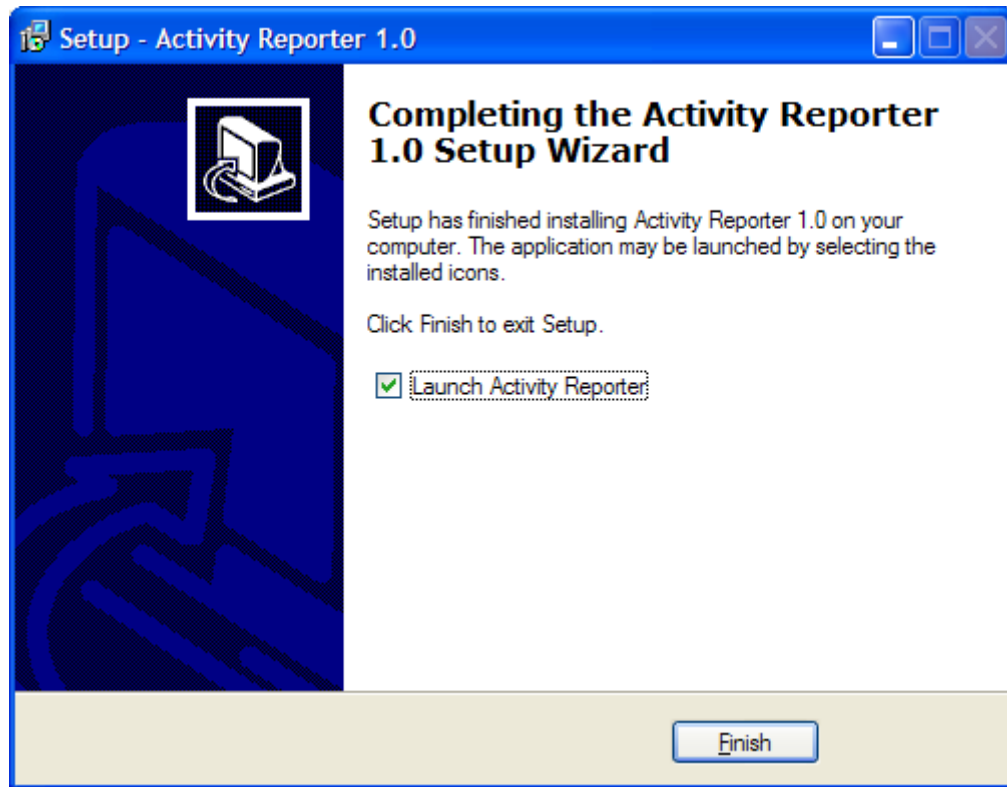 Setup - Activity Reporter 1.0
Completing the Activity Reporter
1.0 Setup Wizard
Setup has finished installing Activity Reporter 1.0 on your
computer. The application may be launched by selecting the
installed icons.
Click Finish to exit Setup.
Launch Activity Reporter
Finish